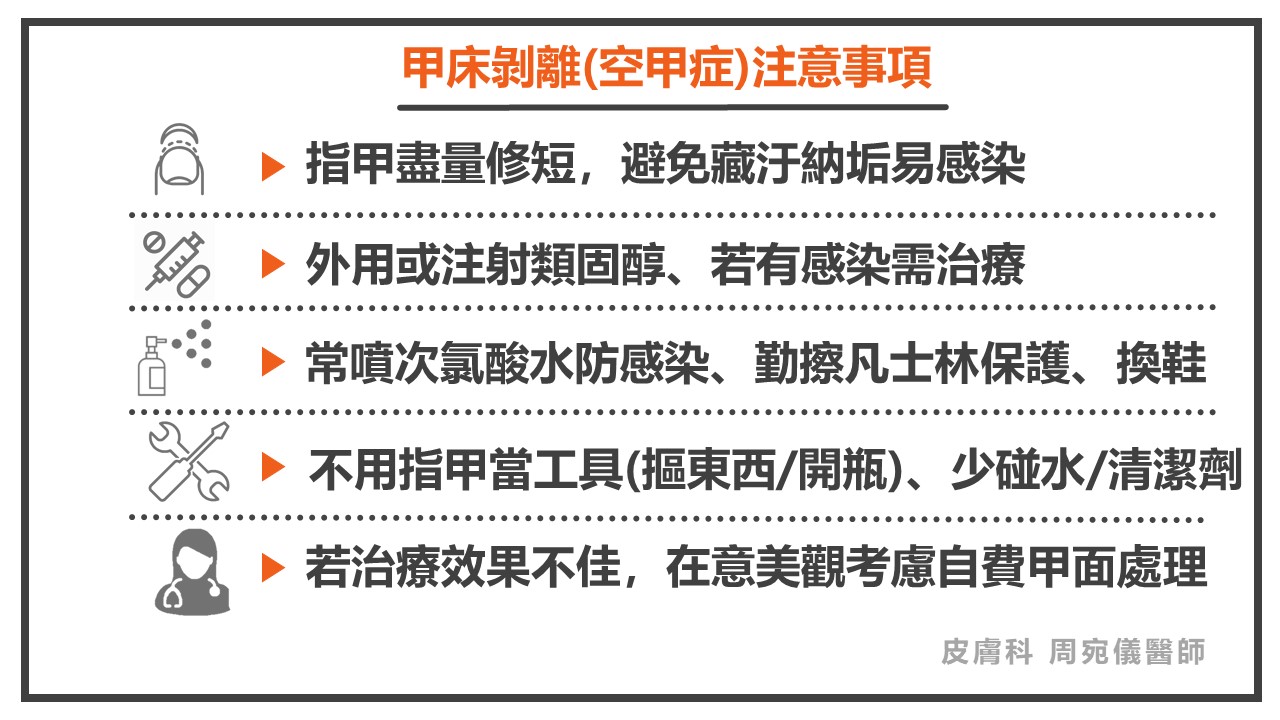 甲床剝離(空甲症)注意事項
指甲盡量修短，避免藏汙納垢易感染
外用或注射類固醇、若有感染需治療
常噴次氯酸水防感染、勤擦凡士林保護、換鞋
不用指甲當工具(摳東西/開瓶)、少碰水/清潔劑
若治療效果不佳，在意美觀考慮自費甲面處理
皮膚科 周宛儀醫師